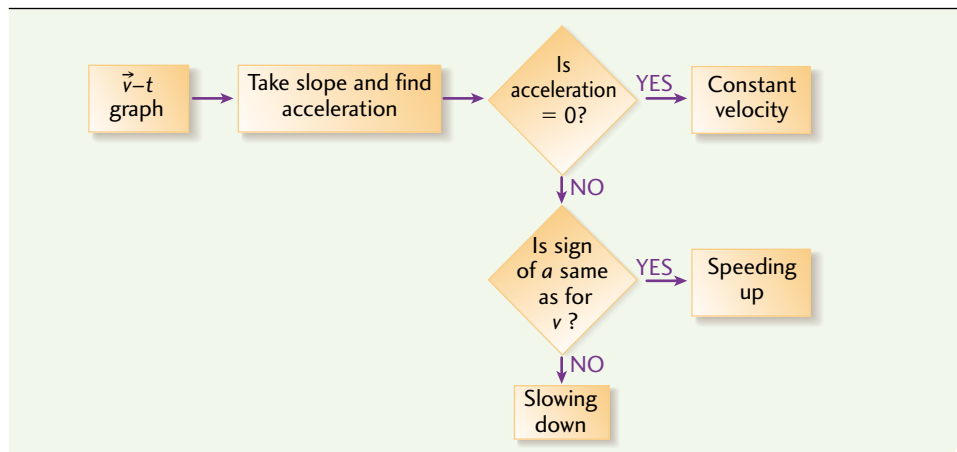 v⃗–t
graph
Take slope and find
acceleration
Is
acceleration
= 0?
YES
Constant
velocity
NO
Is sign
of a same
as for
v ?
YES
Speeding
up
NO
Slowing
down